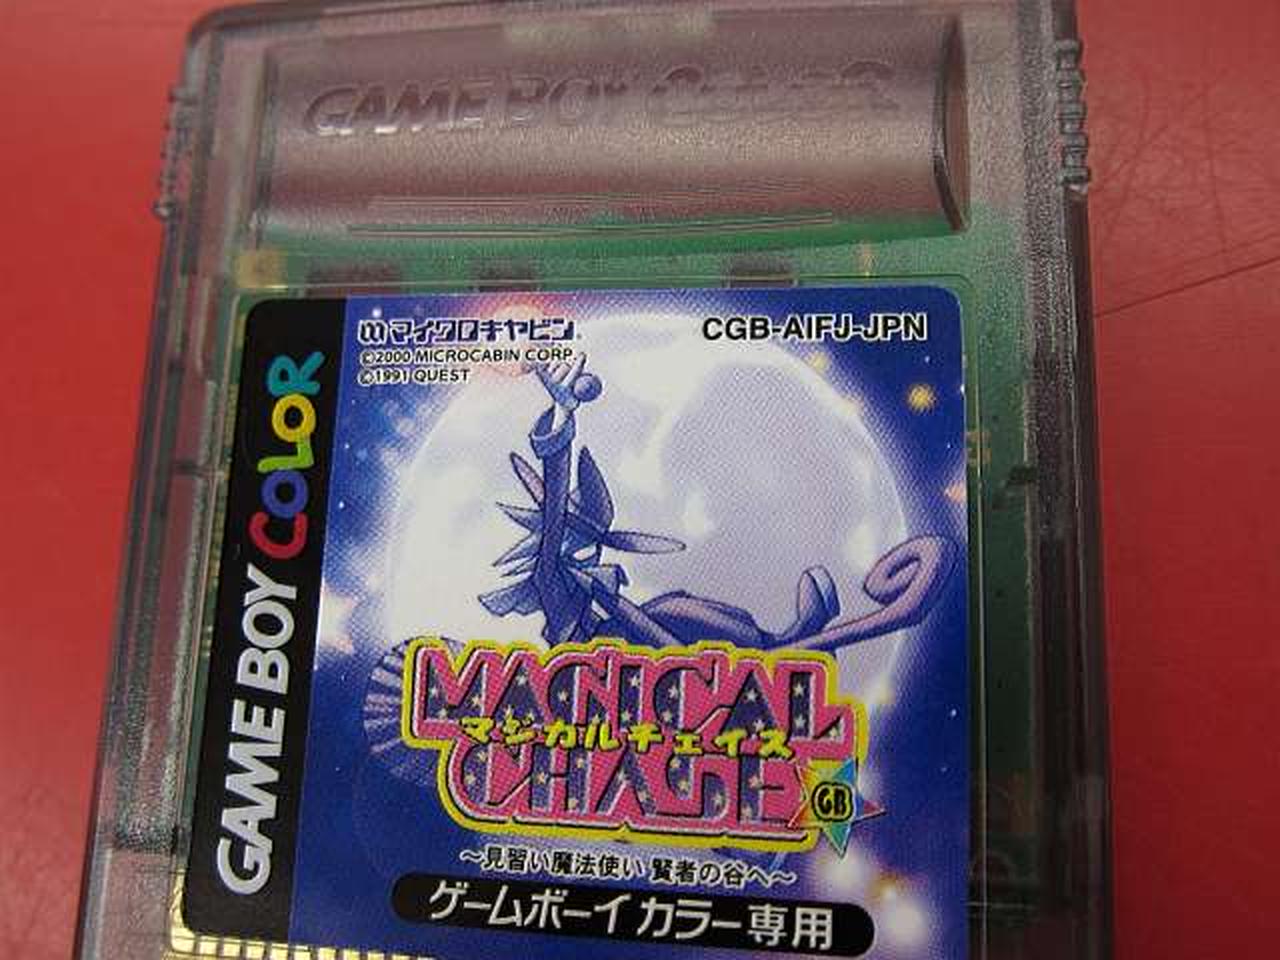 GAME BOY COLOR
マイクロキャビン
©2000 MICROCABIN CORP.
©1991 QUEST
CGB-AIFJ-JPN
GAME BOY COLOR
MAGICAL
マジカルチェイス
CHASE
GB
～見習い魔法使い 賢者の谷へ～
ゲームボーイ カラー専用